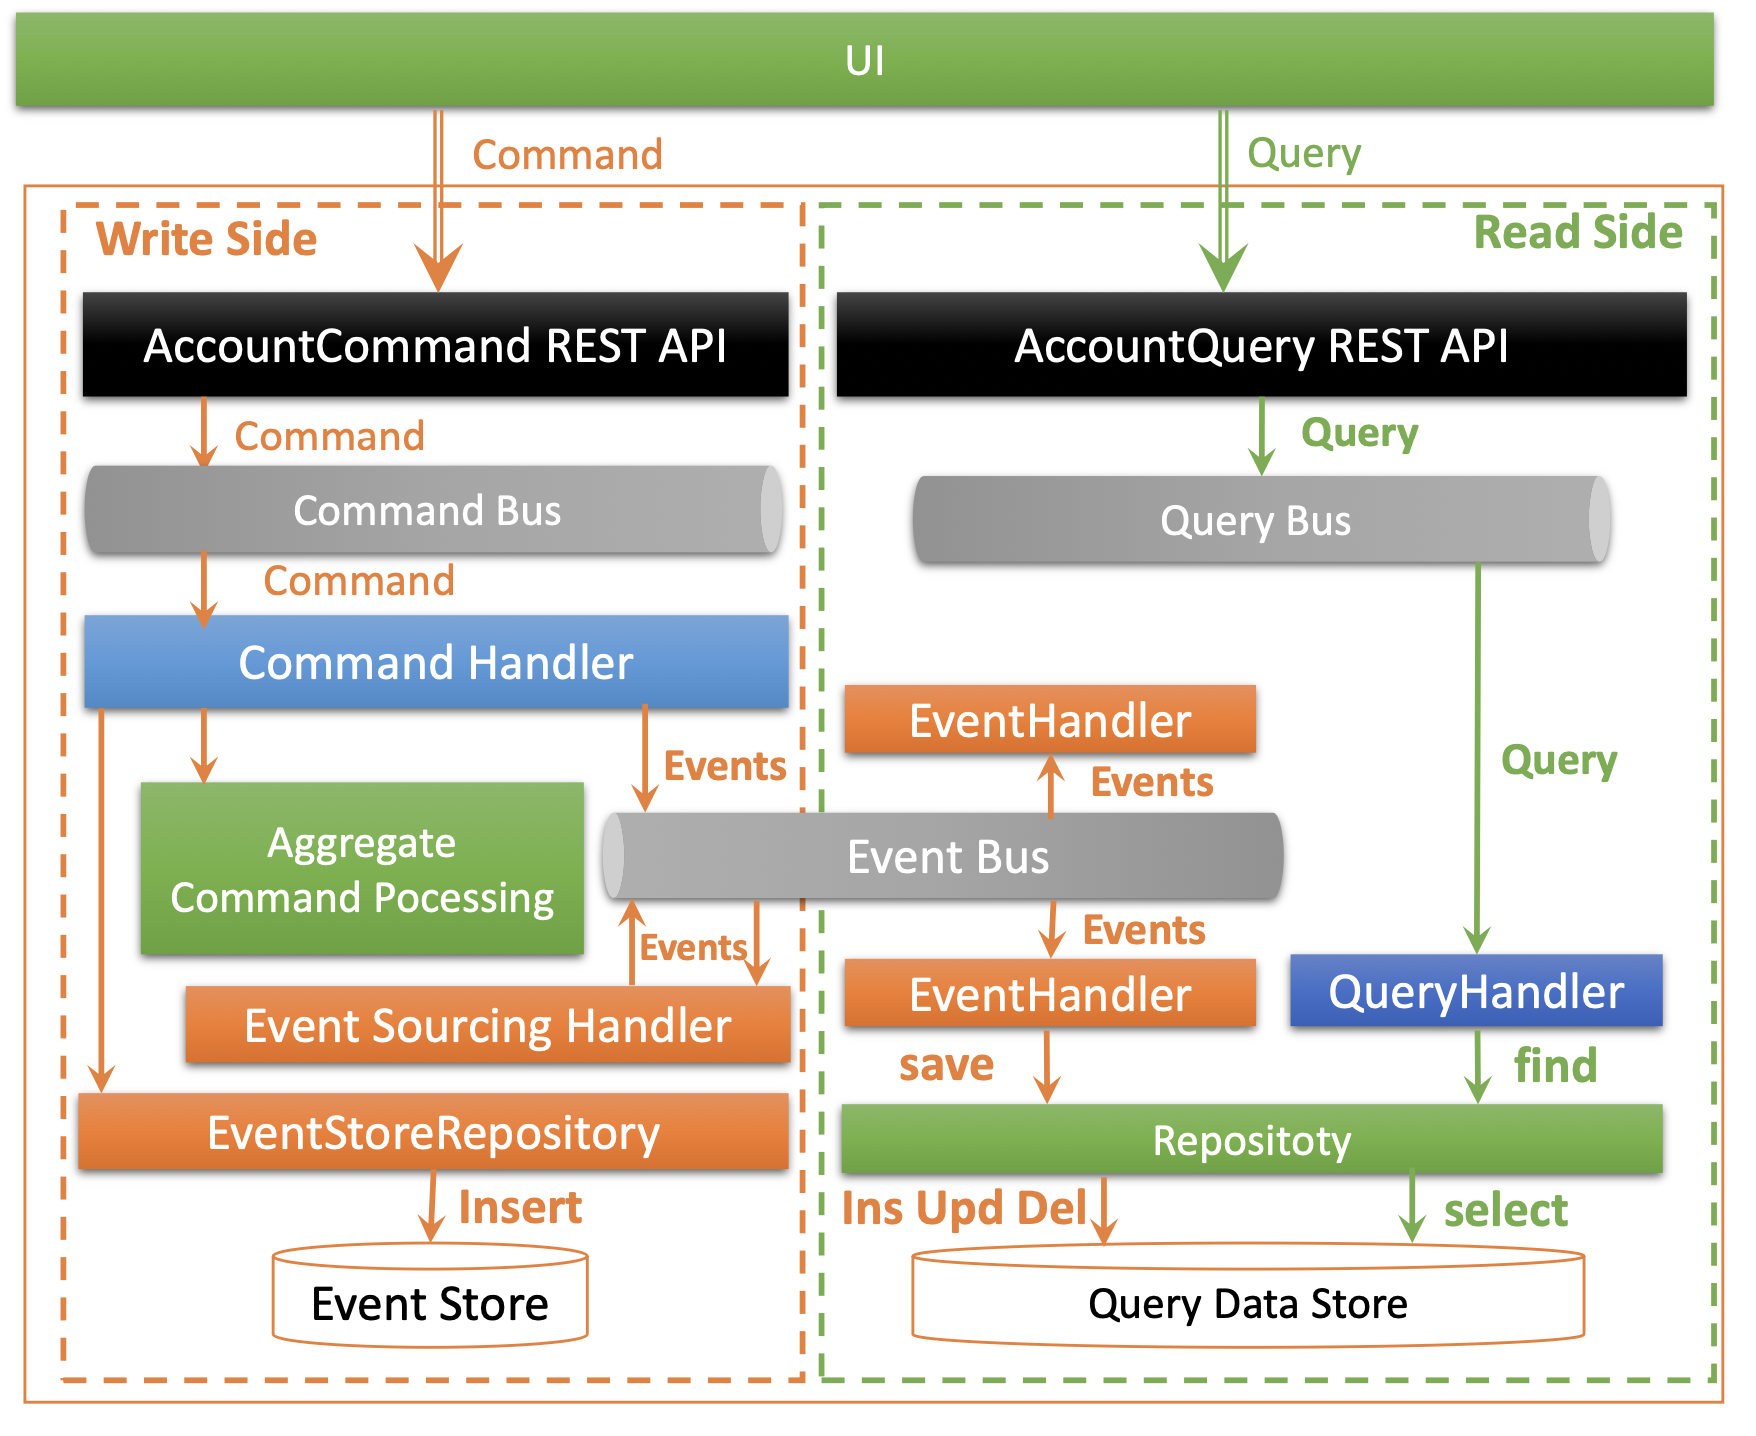 UI
Command
Query
Write Side
Read Side
AccountCommand REST API
AccountQuery REST API
Command
Query
Command Bus
Query Bus
Command
Command Handler
EventHandler
Events
Events
Query
Aggregate
Command Pocessing
Event Bus
Events
Events
Event Sourcing Handler
EventHandler
QueryHandler
save
find
EventStoreRepository
Repositoty
Insert
Ins Upd Del
select
Event Store
Query Data Store